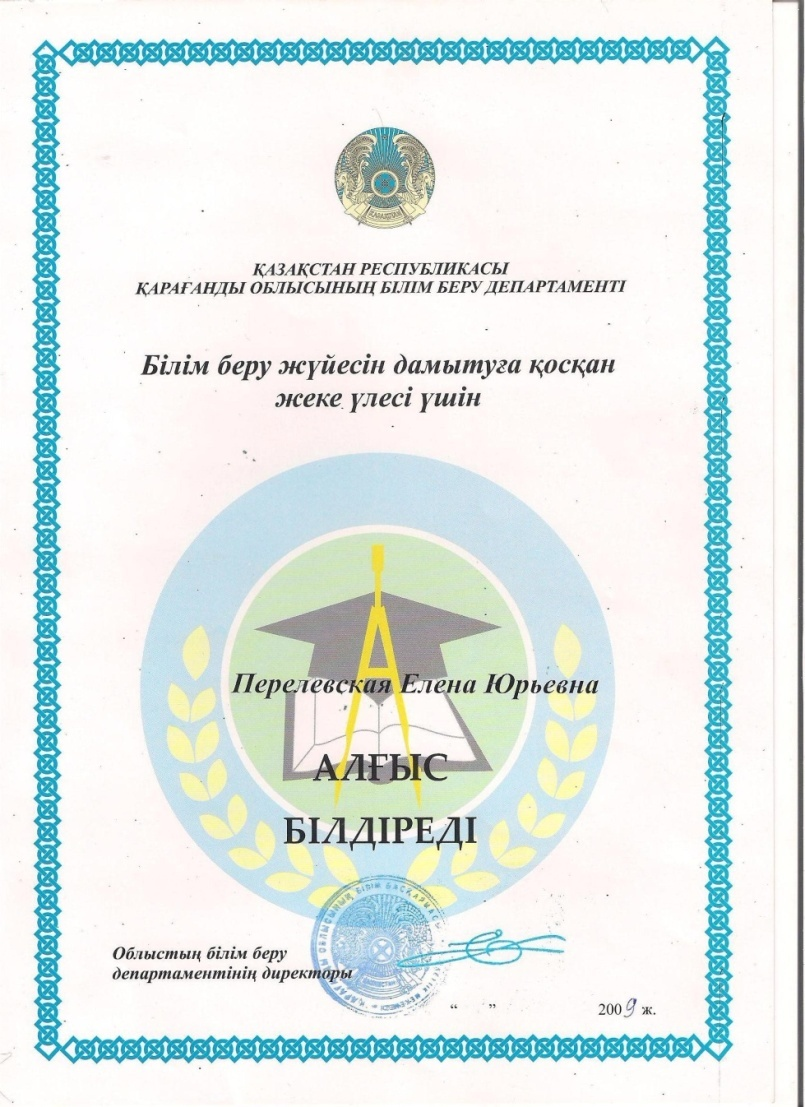 ҚАЗАҚСТАН
ҚАЗАҚСТАН РЕСПУБЛИКАСЫ
ҚАРАҒАНДЫ ОБЛЫСЫНЫҢ БІЛІМ БЕРУ ДЕПАРТАМЕНТІ
Білім беру жүйесін дамытуға қосқан
жеке үлесі үшін
Перелевская Елена Юрьевна
АЛҒЫС
БІЛДІРЕДІ
Облыстың білім беру
департаментінің директоры
“ ” 2009 ж.